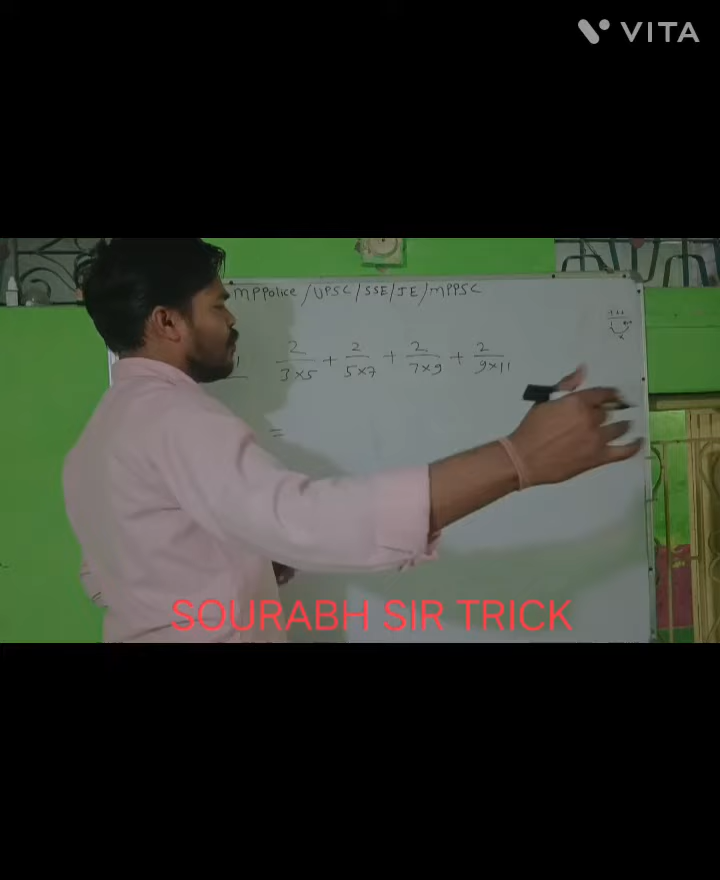 VITA
MPPolice/UPSC/SSE/JE/MPPSC
2/3×5 + 2/5×7 + 2/7×9 + 2/9×11
=
SOURABH SIR TRICK